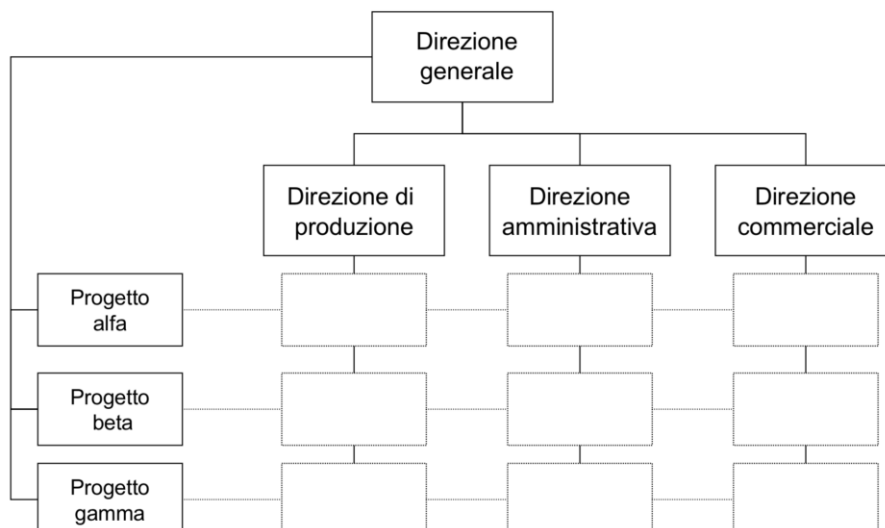 Direzione
generale
Direzione di
produzione
Direzione
amministrativa
Direzione
commerciale
Progetto
alfa
Progetto
beta
Progetto
gamma